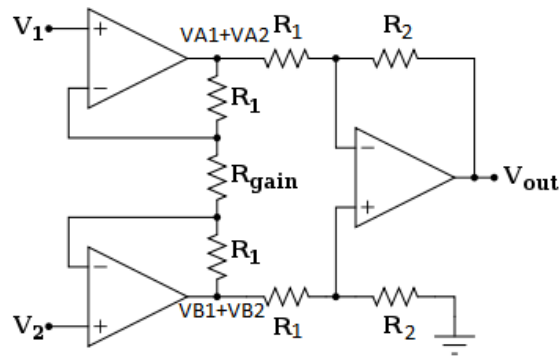 V1
+
VA1+VA2
R1
R2
−
R1
Rgain
−
+
Vout
R1
−
+
V2
VB1+VB2
R1
R2